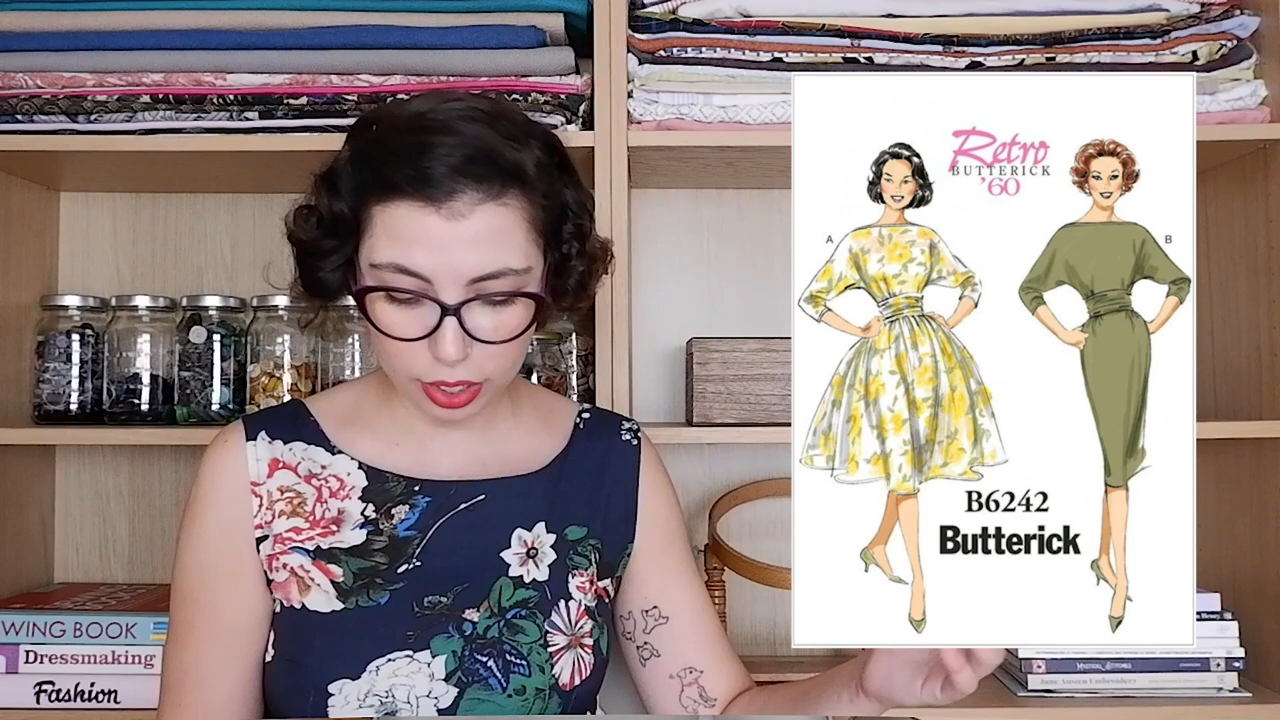 Retro
BUTTERICK
'60
A
B
B6242
Butterick
WING BOOK
Dressmaking
Fashion
Jane Austen Embroidery